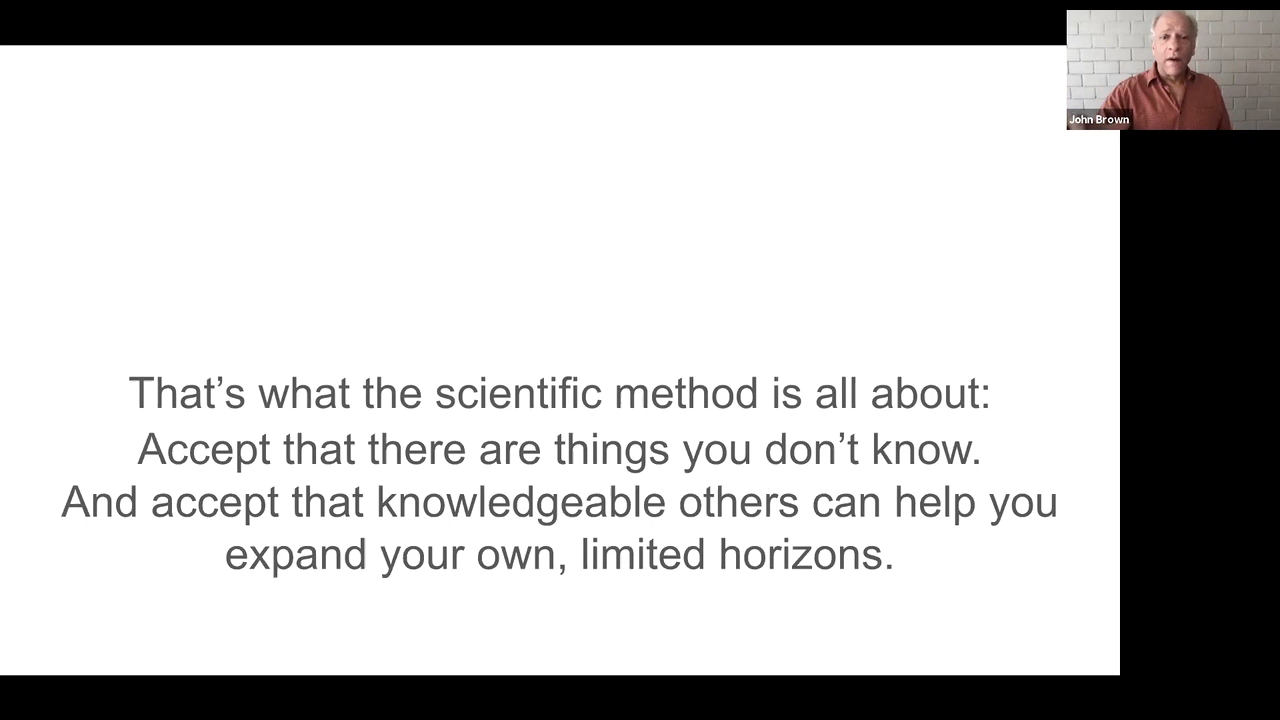 John Brown
That’s what the scientific method is all about:
Accept that there are things you don’t know.
And accept that knowledgeable others can help you
expand your own, limited horizons.